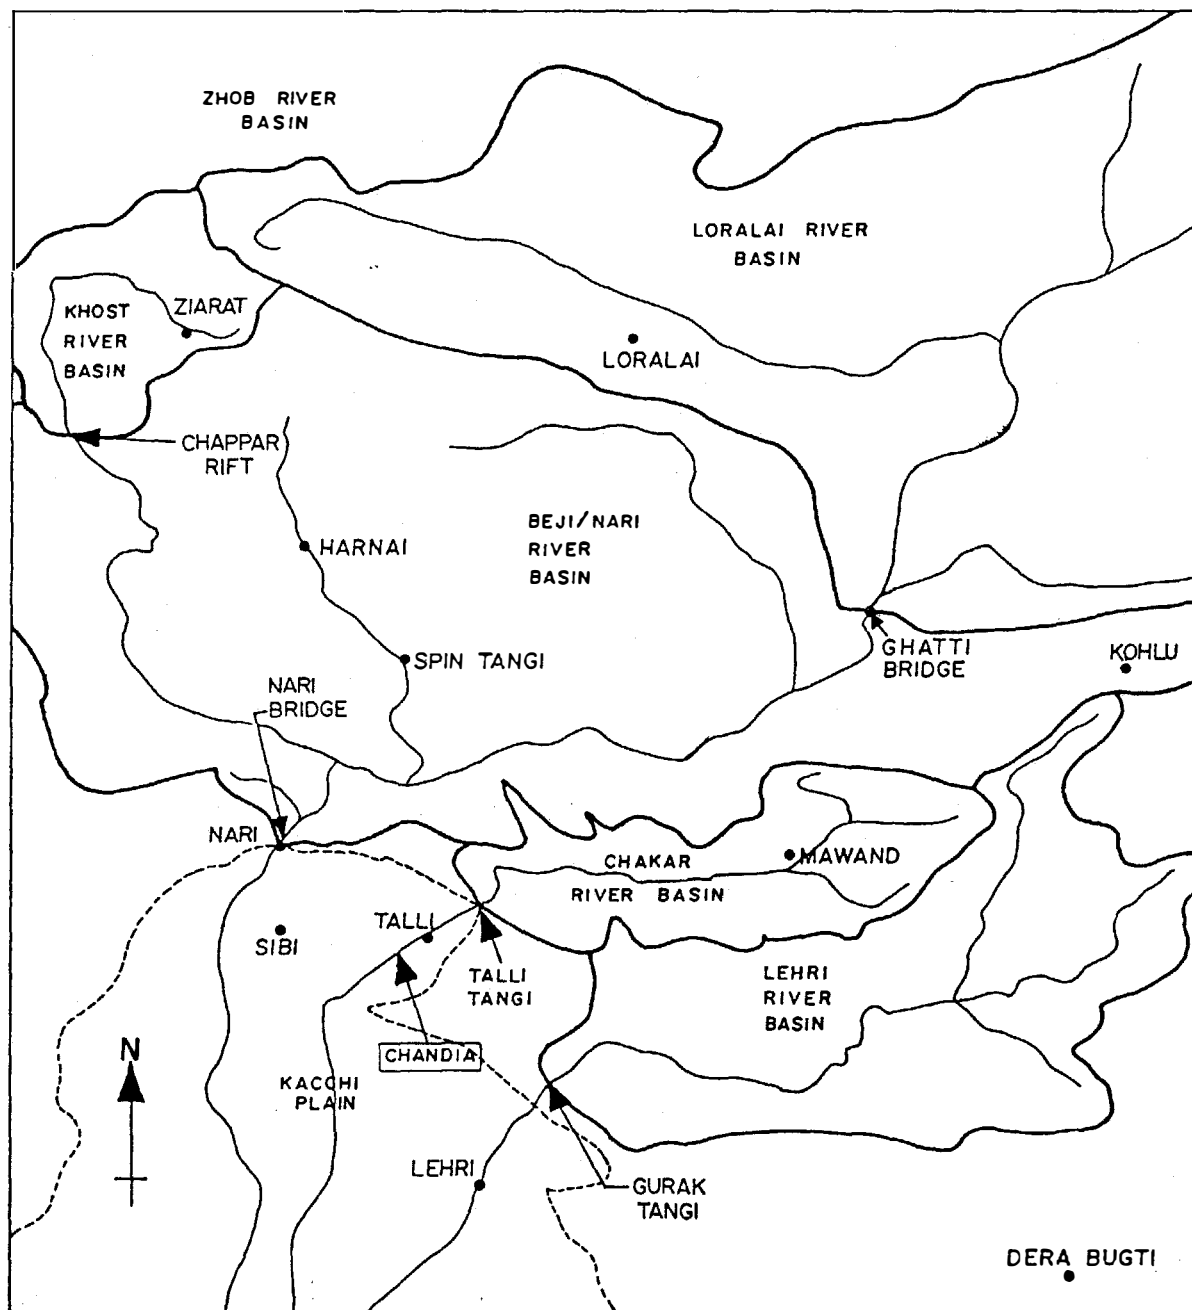 ZHOB RIVER
BASIN
LORALAI RIVER
BASIN
KHOST
RIVER
BASIN
ZIARAT
LORALAI
CHAPPAR
RIFT
BEJI/NARI
RIVER
BASIN
HARNAI
SPIN TANGI
GHATTI
BRIDGE
KOHLU
NARI
BRIDGE
NARI
CHAKAR
RIVER BASIN
MAWAND
TALLI
SIBI
TALLI
TANGI
LEHRI
RIVER
BASIN
N
CHANDIA
KACCHI
PLAIN
LEHRI
GURAK
TANGI
DERA BUGTI